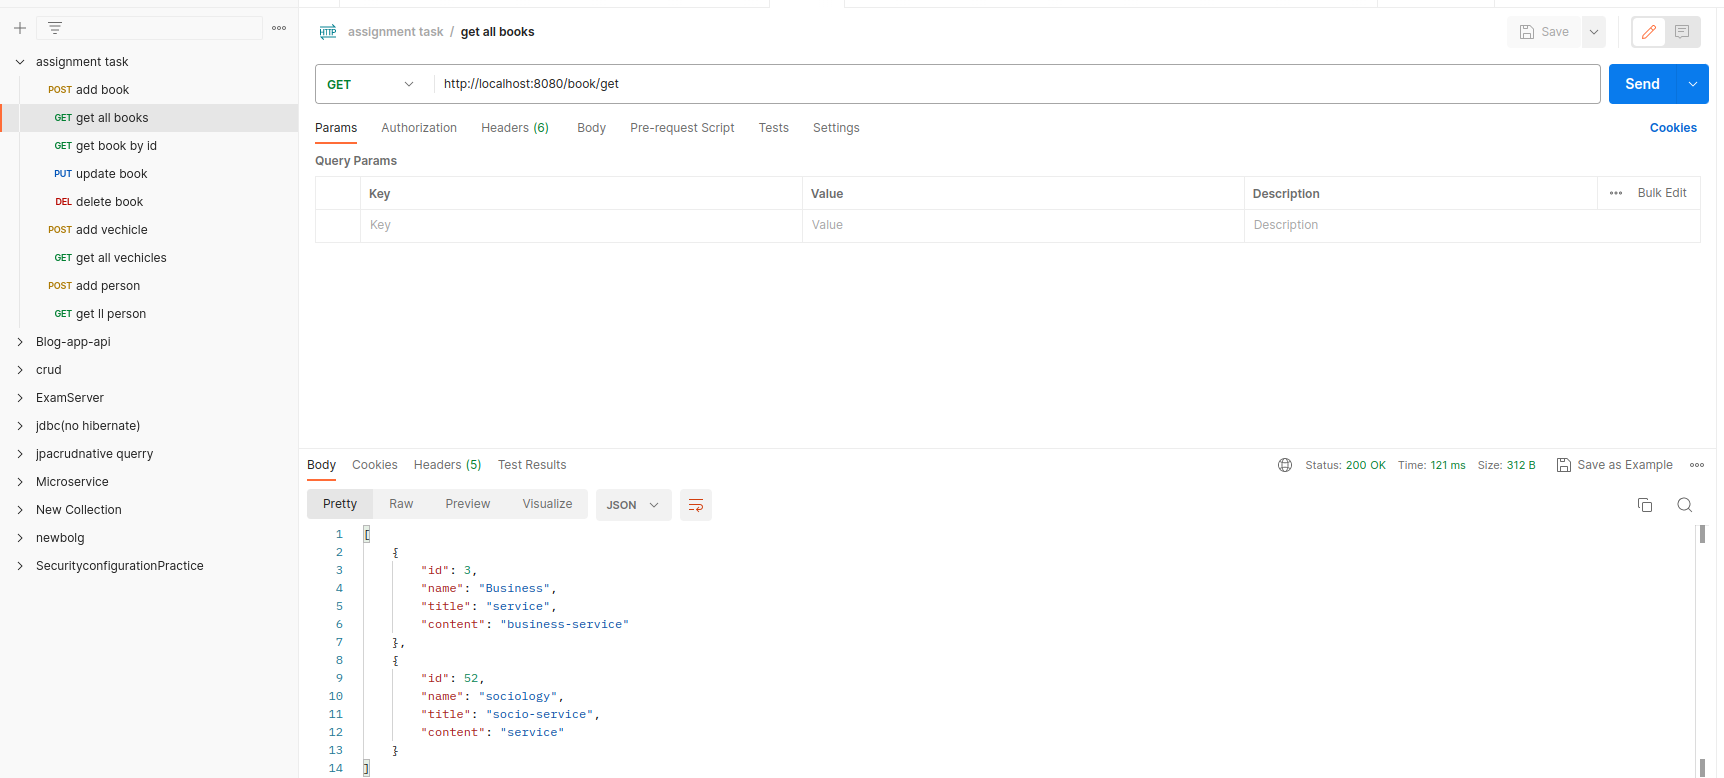 HTTP assignment task / get all books
Save
assignment task
POST add book
GET get all books
GET get book by id
PUT update book
DEL delete book
POST add vechicle
GET get all vechicles
POST add person
GET get ll person
Blog-app-api
crud
ExamServer
jdbc(no hibernate)
jpacrudnative querry
Microservice
New Collection
newbolg
SecurityconfigurationPractice
GET http://localhost:8080/book/get Send
Params Authorization Headers (6) Body Pre-request Script Tests Settings Cookies
Query Params
Key Value Description Bulk Edit
Key Value Description
Body Cookies Headers (5) Test Results Status: 200 OK Time: 121 ms Size: 312 B Save as Example
Pretty Raw Preview Visualize JSON
1 [
2 {
3 "id": 3,
4 "name": "Business",
5 "title": "service",
6 "content": "business-service"
7 },
8 {
9 "id": 52,
10 "name": "sociology",
11 "title": "socio-service",
12 "content": "service"
13 }
14 ]